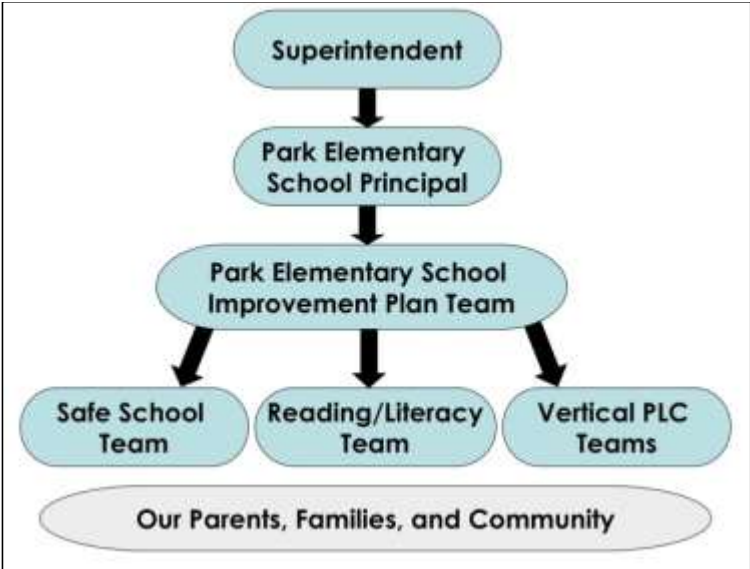 Superintendent
Park Elementary
School Principal
Park Elementary School
Improvement Plan Team
Safe School
Team
Reading/Literacy
Team
Vertical PLC
Teams
Our Parents, Families, and Community